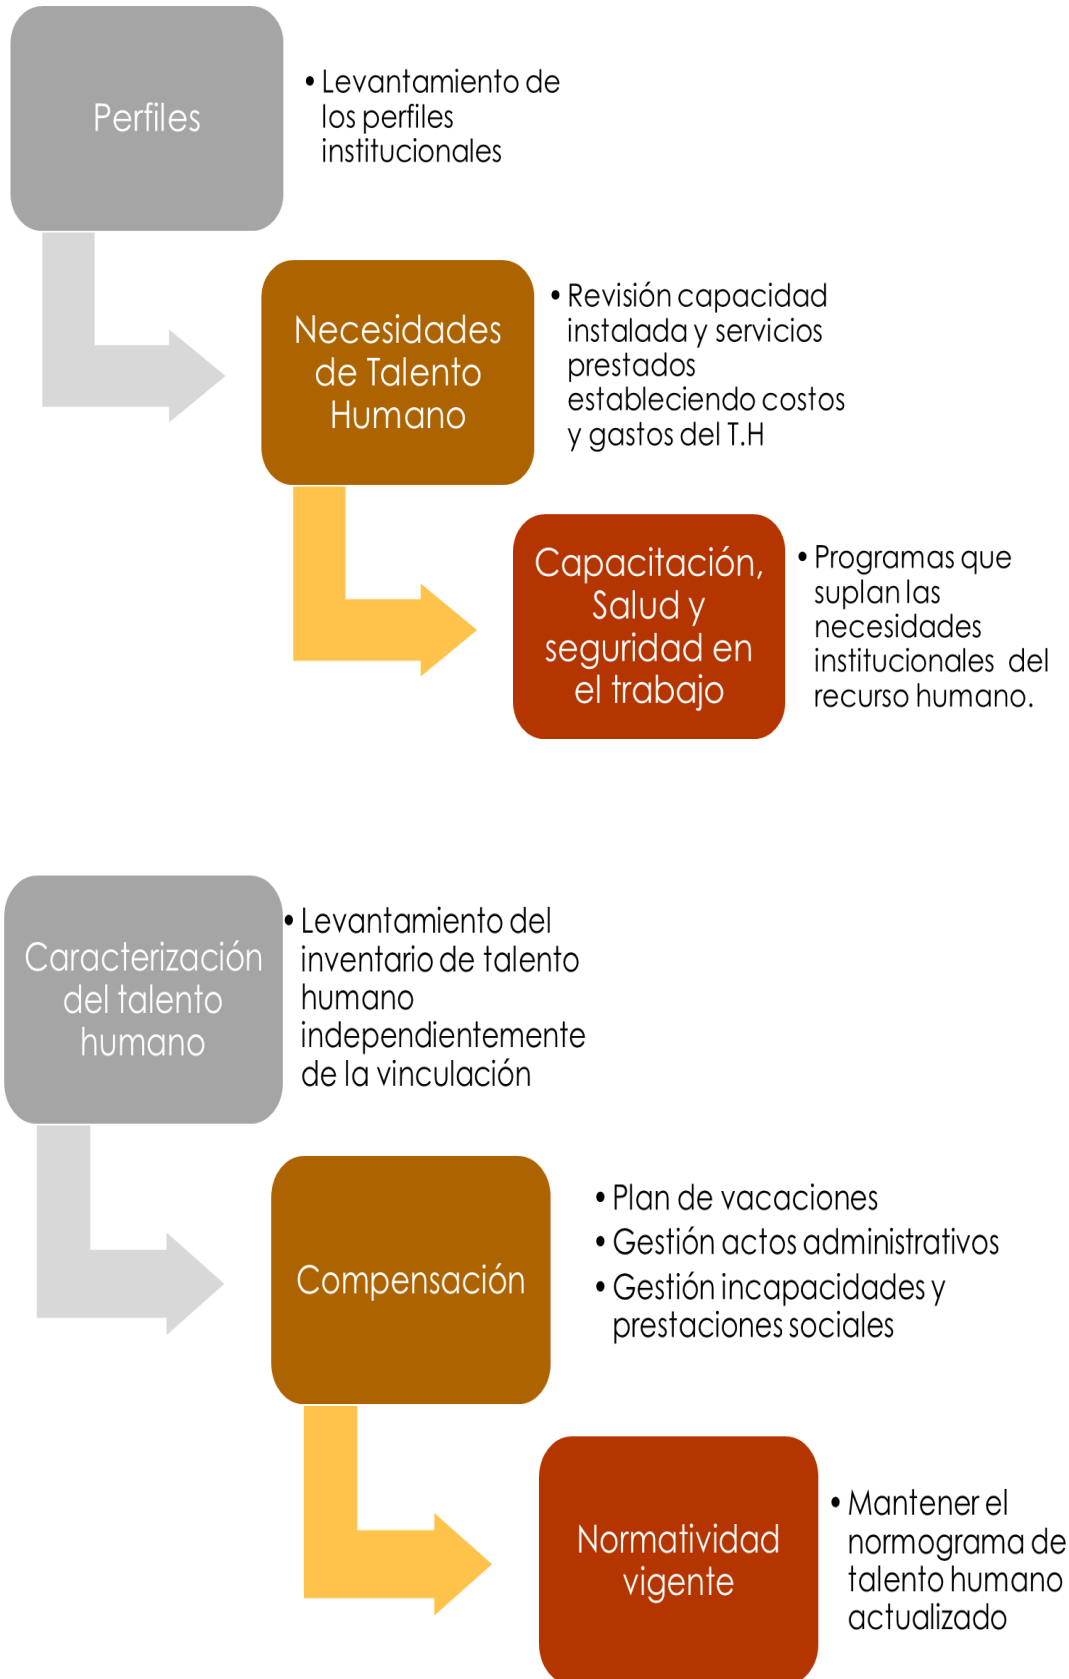 Perfiles
• Levantamiento de
los perfiles
institucionales
Necesidades
de Talento
Humano
• Revisión capacidad
instalada y servicios
prestados
estableciendo costos
y gastos del T.H
Capacitación,
Salud y
seguridad en
el trabajo
• Programas que
suplan las
necesidades
institucionales del
recurso humano.
Caracterización
del talento
humano
• Levantamiento del
inventario de talento
humano
independientemente
de la vinculación
Compensación
• Plan de vacaciones
• Gestión actos administrativos
• Gestión incapacidades y
prestaciones sociales
Normatividad
vigente
• Mantener el
normograma de
talento humano
actualizado